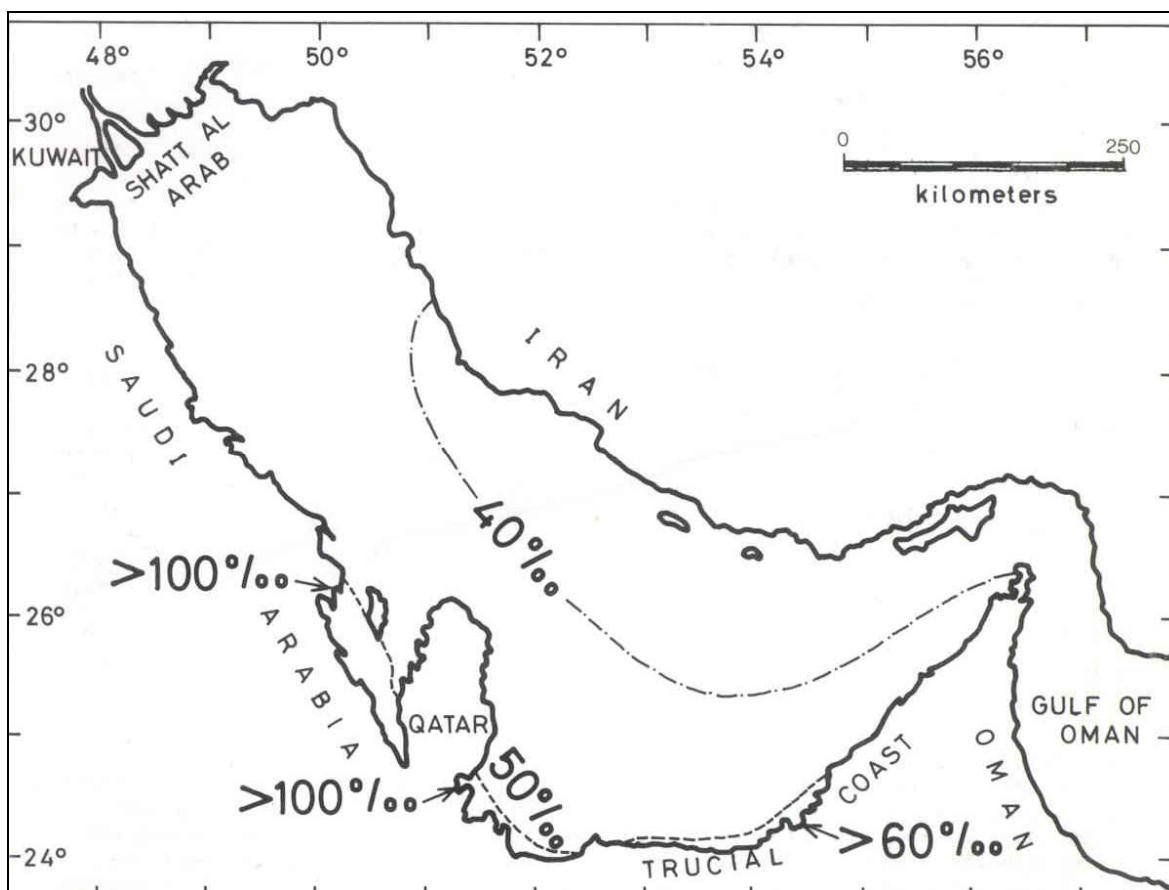 48° 50° 52° 54° 56°
30°
KUWAIT
SHATT AL
ARAB
0 250
kilometers
28°
SAUDI
IRAN
40‰
>100‰
26°
ARABIA
QATAR
50‰
COAST
OMAN
GULF OF
OMAN
>100‰
>60‰
24°
TRUCIAL